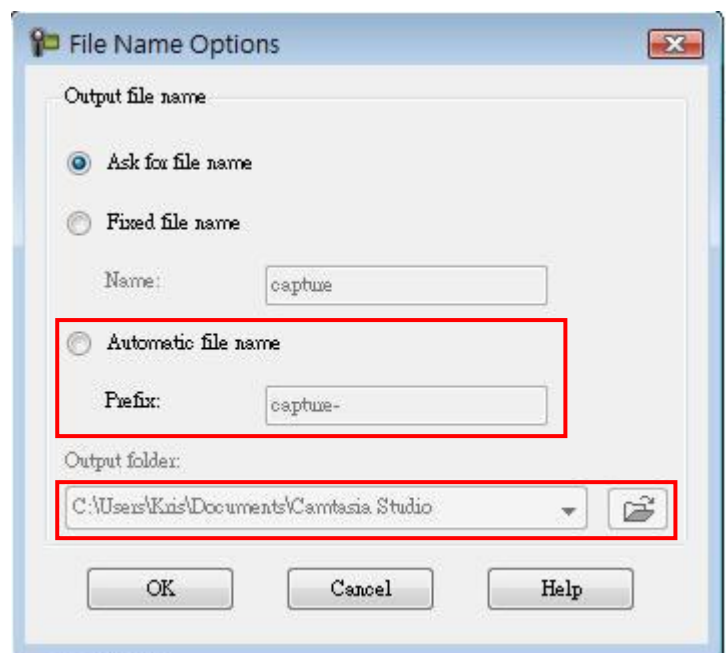 File Name Options
Output file name
Ask for file name
Fixed file name
Name:
capture
Automatic file name
Prefix:
capture-
Output folder:
C:\Users\Kris\Documents\Camtasia Studio
OK
Cancel
Help